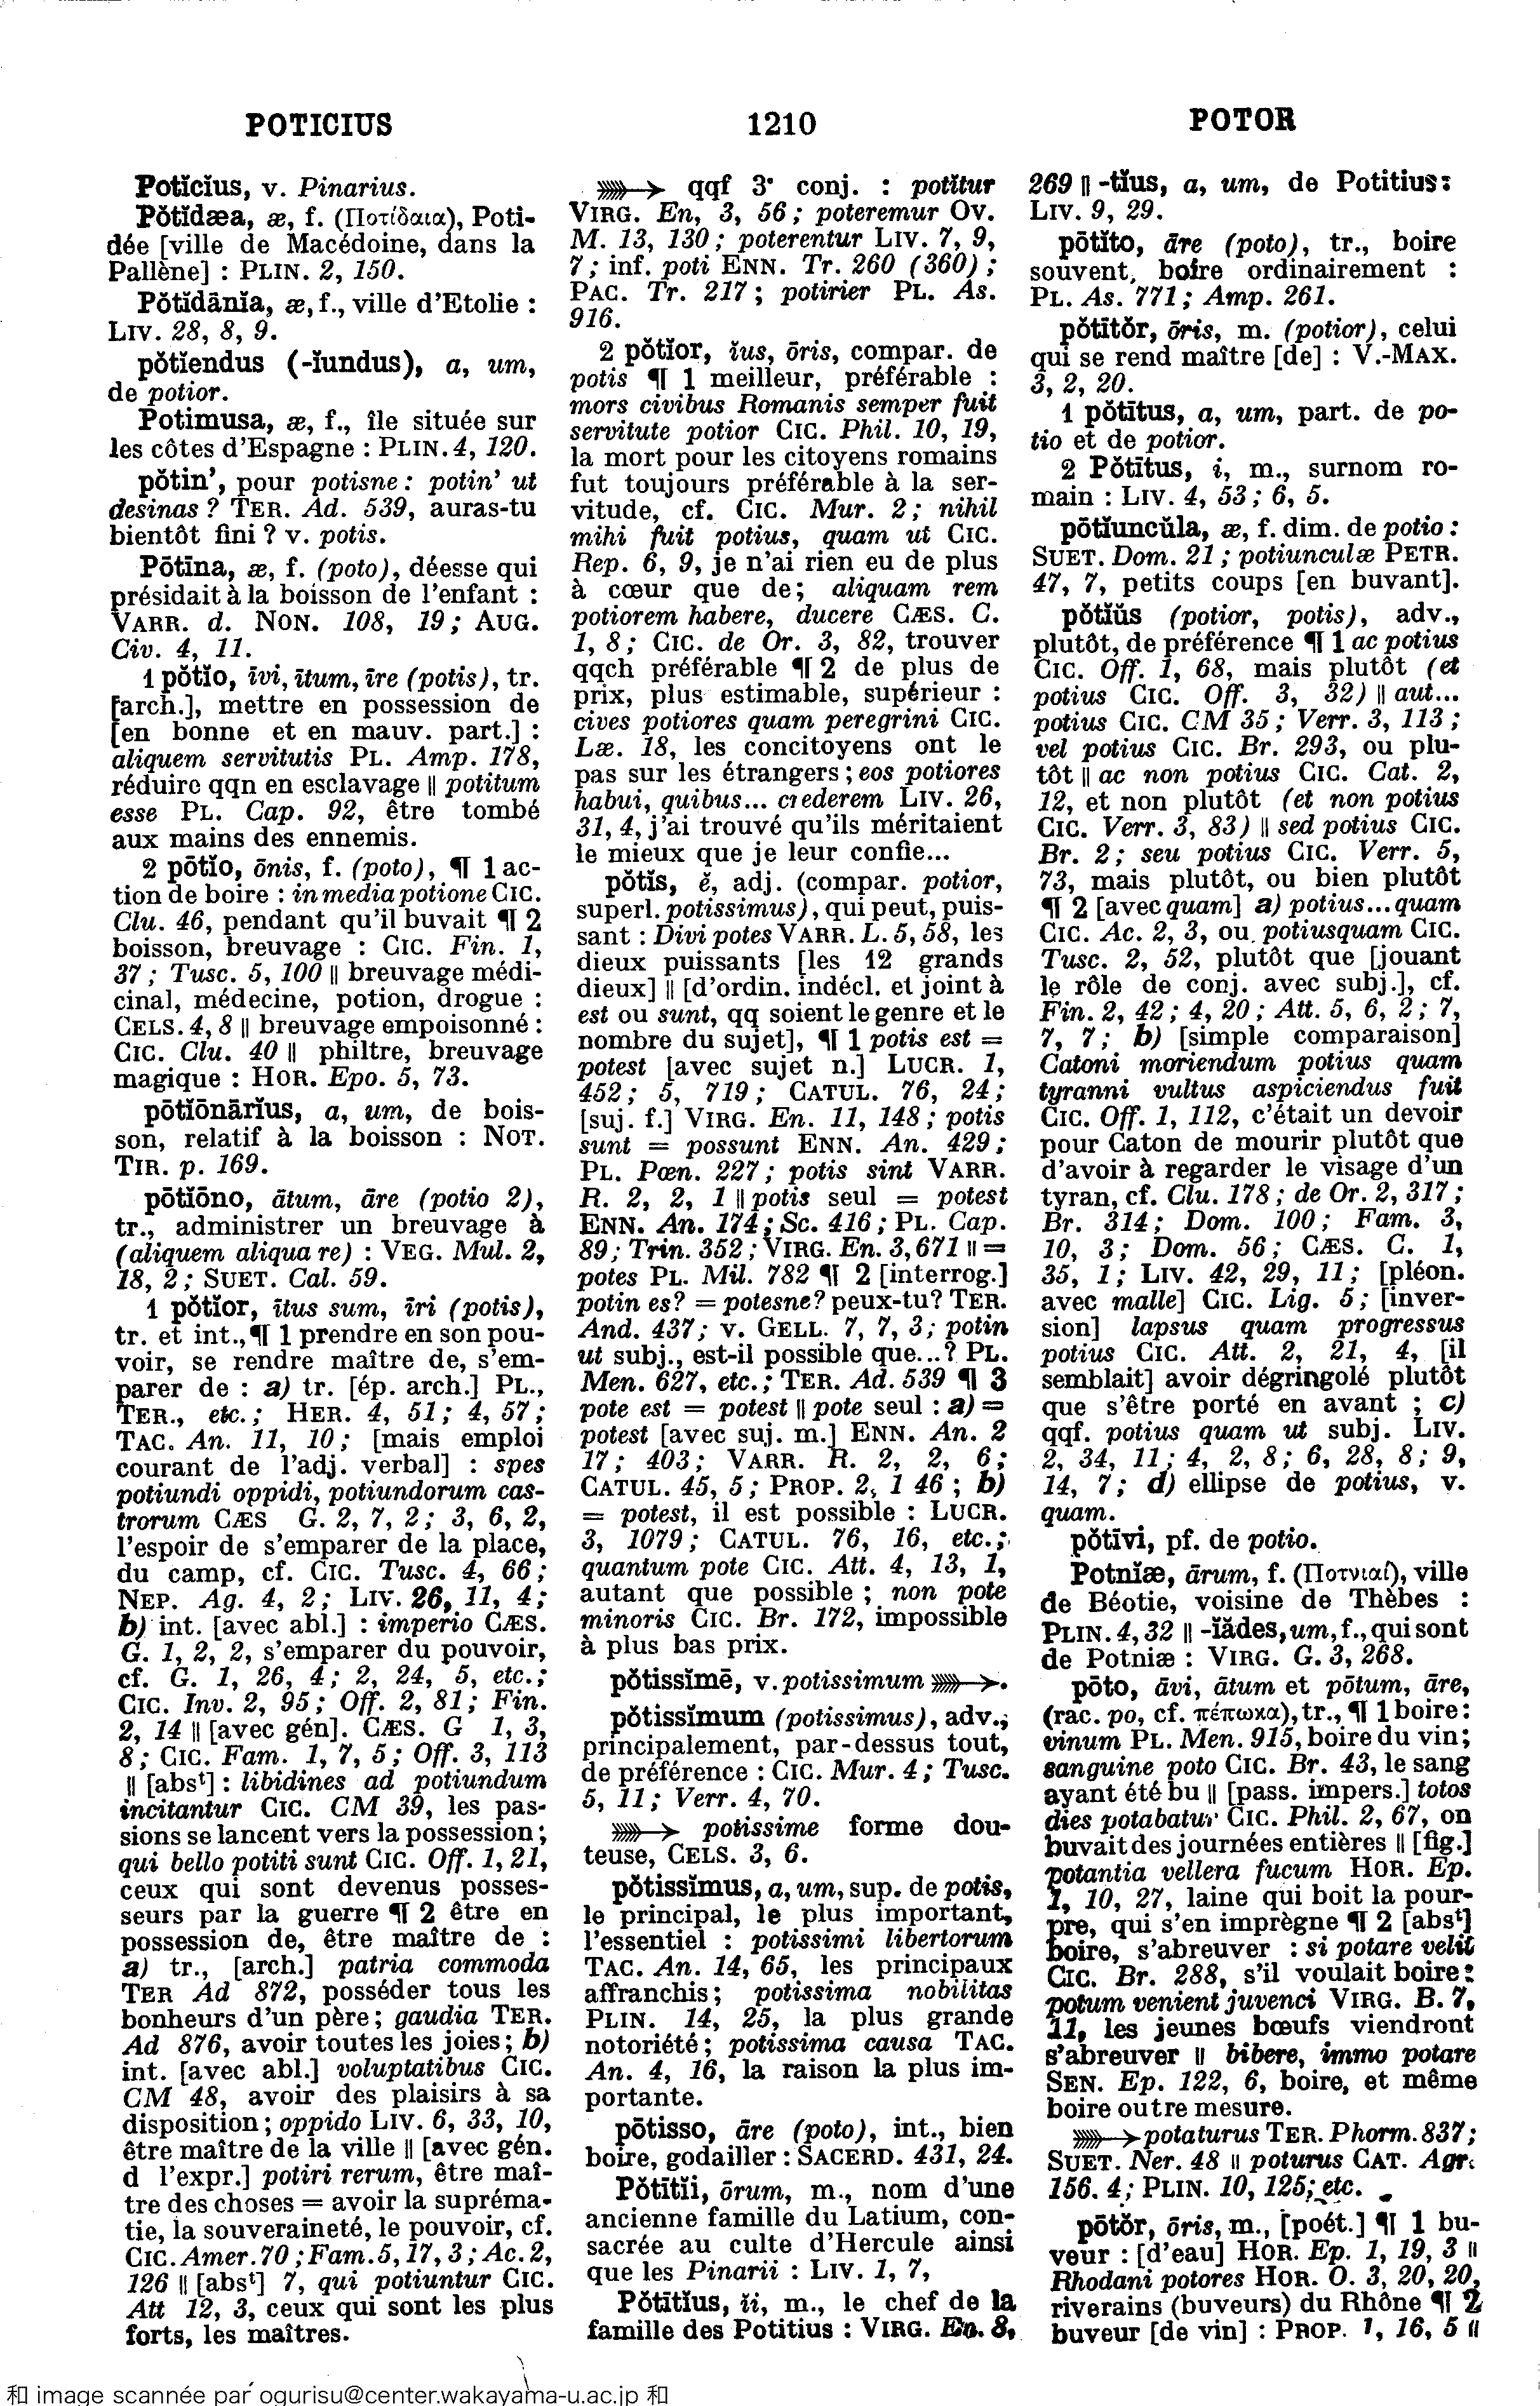 POTICIUS
1210
POTOR
Potĭcĭus, v. Pinarius.
Pŏtĭdæa, æ, f. (Ποτίδαια), Poti-
dée [ville de Macédoine, dans la
Pallène] : PLIN. 2, 150.
Pŏtĭdānĭa, æ, f., ville d'Etolie :
LIV. 28, 8, 9.
pŏtĭendus (-ĭundus), a, um,
de potior.
Potimusa, æ, f., île située sur
les côtes d'Espagne : PLIN. 4, 120.
pŏtin', pour potisne : potin' ut
desinas ? TER. Ad. 539, auras-tu
bientôt fini ? v. potis.
Pōtīna, æ, f. (poto), déesse qui
présidait à la boisson de l'enfant :
VARR. d. NON. 108, 19 ; AUG.
Civ. 4, 11.
1 pŏtĭo, īvi, ītum, īre (potis), tr.
[arch.], mettre en possession de
[en bonne et en mauv. part.] :
aliquem servitutis PL. Amp. 178,
réduire qqn en esclavage || potitum
esse PL. Cap. 92, être tombé
aux mains des ennemis.
2 pōtĭo, ōnis, f. (poto), ¶ 1 ac-
tion de boire : in media potione CIC.
Clu. 46, pendant qu'il buvait ¶ 2
boisson, breuvage : CIC. Fin. 1,
37 ; Tusc. 5, 100 || breuvage médi-
cinal, médecine, potion, drogue :
CELS. 4, 8 || breuvage empoisonné :
CIC. Clu. 40 || philtre, breuvage
magique : HOR. Epo. 5, 73.
pōtĭōnārĭus, a, um, de bois-
son, relatif à la boisson : NOT.
TIR. p. 169.
pōtĭōno, ātum, āre (potio 2),
tr., administrer un breuvage à
(aliquem aliqua re) : VEG. Mul. 2,
18, 2 ; SUET. Cal. 59.
1 pŏtĭor, ītus sum, īri (potis),
tr. et int., ¶ 1 prendre en son pou-
voir, se rendre maître de, s'em-
parer de : a) tr. [ép. arch.] PL.,
TER., etc. ; HER. 4, 51 ; 4, 57 ;
TAC. An. 11, 10 ; [mais emploi
courant de l'adj. verbal] : spes
potiundi oppidi, potiundorum cas-
trorum CÆS G. 2, 7, 2 ; 3, 6, 2,
l'espoir de s'emparer de la place,
du camp, cf. CIC. Tusc. 4, 66 ;
NEP. Ag. 4, 2 ; LIV. 26, 11, 4 ;
b) int. [avec abl.] : imperio CÆS.
G. 1, 2, 2, s'emparer du pouvoir,
cf. G. 1, 26, 4 ; 2, 24, 5, etc. ;
CIC. Inv. 2, 95 ; Off. 2, 81 ; Fin.
2, 14 || [avec gén]. CÆS. G 1, 3,
8 ; CIC. Fam. 1, 7, 5 ; Off. 3, 113
|| [absᵗ] : libidines ad potiundum
incitantur CIC. CM 39, les pas-
sions se lancent vers la possession ;
qui bello potiti sunt CIC. Off. 1, 21,
ceux qui sont devenus posses-
seurs par la guerre ¶ 2 être en
possession de, être maître de :
a) tr., [arch.] patria commoda
TER Ad 872, posséder tous les
bonheurs d'un père ; gaudia TER.
Ad 876, avoir toutes les joies ; b)
int. [avec abl.] voluptatibus CIC.
CM 48, avoir des plaisirs à sa
disposition ; oppido LIV. 6, 33, 10,
être maître de la ville || [avec gén.
d l'expr.] potiri rerum, être maî-
tre des choses = avoir la supréma-
tie, la souveraineté, le pouvoir, cf.
CIC. Amer. 70 ; Fam. 5, 17, 3 ; Ac. 2,
126 || [absᵗ] 7, qui potiuntur CIC.
Att 12, 3, ceux qui sont les plus
forts, les maîtres.
qqf 3ᵉ conj. : potĭtur
VIRG. En, 3, 56 ; poteremur OV.
M. 13, 130 ; poterentur LIV. 7, 9,
7 ; inf. poti ENN. Tr. 260 (360) ;
PAC. Tr. 217 ; potirier PL. As.
916.
2 pŏtĭor, ĭus, ōris, compar. de
potis ¶ 1 meilleur, préférable :
mors civibus Romanis semper fuit
servitute potior CIC. Phil. 10, 19,
la mort pour les citoyens romains
fut toujours préférable à la ser-
vitude, cf. CIC. Mur. 2 ; nihil
mihi fuit potius, quam ut CIC.
Rep. 6, 9, je n'ai rien eu de plus
à cœur que de ; aliquam rem
potiorem habere, ducere CÆS. C.
1, 8 ; CIC. de Or. 3, 82, trouver
qqch préférable ¶ 2 de plus de
prix, plus estimable, supérieur :
cives potiores quam peregrini CIC.
Læ. 18, les concitoyens ont le
pas sur les étrangers ; eos potiores
habui, quibus... crederem LIV. 26,
31, 4, j'ai trouvé qu'ils méritaient
le mieux que je leur confie...
pŏtĭs, ĕ, adj. (compar. potior,
superl. potissimus), qui peut, puis-
sant : Divi potes VARR. L. 5, 58, les
dieux puissants [les 12 grands
dieux] || [d'ordin. indécl. et joint à
est ou sunt, qq soient le genre et le
nombre du sujet], ¶ 1 potis est =
potest [avec sujet n.] LUCR. 1,
452 ; 5, 719 ; CATUL. 76, 24 ;
[suj. f.] VIRG. En. 11, 148 ; potis
sunt = possunt ENN. An. 429 ;
PL. Pœn. 227 ; potis sint VARR.
R. 2, 2, 1 || potis seul = potest
ENN. An. 174 ; Sc. 416 ; PL. Cap.
89 ; Trin. 352 ; VIRG. En. 3, 671 || =
potes PL. Mil. 782 ¶ 2 [interrog.]
potin es? = potesne? peux-tu? TER.
And. 437 ; v. GELL. 7, 7, 3 ; potin
ut subj., est-il possible que...? PL.
Men. 627, etc. ; TER. Ad. 539 ¶ 3
pote est = potest || pote seul : a) =
potest [avec suj. m.] ENN. An. 2
17 ; 403 ; VARR. R. 2, 2, 6 ;
CATUL. 45, 5 ; PROP. 2, 1 46 ; b)
= potest, il est possible : LUCR.
3, 1079 ; CATUL. 76, 16, etc. ;
quantum pote CIC. Att. 4, 13, 1,
autant que possible ; non pote
minoris CIC. Br. 172, impossible
à plus bas prix.
pŏtissĭmē, v. potissimum.
pŏtissĭmum (potissimus), adv.,
principalement, par-dessus tout,
de préférence : CIC. Mur. 4 ; Tusc.
5, 11 ; Verr. 4, 70.
potissime forme dou-
teuse, CELS. 3, 6.
pŏtissĭmus, a, um, sup. de potis,
le principal, le plus important,
l'essentiel : potissimi libertorum
TAC. An. 14, 65, les principaux
affranchis ; potissima nobilitas
PLIN. 14, 25, la plus grande
notoriété ; potissima causa TAC.
An. 4, 16, la raison la plus im-
portante.
pōtisso, āre (poto), int., bien
boire, godailler : SACERD. 431, 24.
Pŏtītĭi, ōrum, m., nom d'une
ancienne famille du Latium, con-
sacrée au culte d'Hercule ainsi
que les Pinarii : LIV. 1, 7,
Pŏtītĭus, ĭi, m., le chef de la
famille des Potitius : VIRG. En. 8,
269 || -tĭus, a, um, de Potitius :
LIV. 9, 29.
pōtĭto, āre (poto), tr., boire
souvent, boire ordinairement :
PL. As. 771 ; Amp. 261.
pŏtītŏr, ōris, m. (potior), celui
qui se rend maître [de] : V.-MAX.
3, 2, 20.
1 pŏtītus, a, um, part. de po-
tio et de potior.
2 Pŏtītus, i, m., surnom ro-
main : LIV. 4, 53 ; 6, 5.
pōtĭuncŭla, æ, f. dim. de potio :
SUET. Dom. 21 ; potiunculæ PETR.
47, 7, petits coups [en buvant].
pŏtĭŭs (potior, potis), adv.,
plutôt, de préférence ¶ 1 ac potius
CIC. Off. 1, 68, mais plutôt (et
potius CIC. Off. 3, 32) || aut...
potius CIC. CM 35 ; Verr. 3, 113 ;
vel potius CIC. Br. 293, ou plu-
tôt || ac non potius CIC. Cat. 2,
12, et non plutôt (et non potius
CIC. Verr. 3, 83) || sed potius CIC.
Br. 2 ; seu potius CIC. Verr. 5,
73, mais plutôt, ou bien plutôt
¶ 2 [avec quam] a) potius... quam
CIC. Ac. 2, 3, ou potiusquam CIC.
Tusc. 2, 52, plutôt que [jouant
le rôle de conj. avec subj.], cf.
Fin. 2, 42 ; 4, 20 ; Att. 5, 6, 2 ; 7,
7, 7 ; b) [simple comparaison]
Catoni moriendum potius quam
tyranni vultus aspiciendus fuit
CIC. Off. 1, 112, c'était un devoir
pour Caton de mourir plutôt que
d'avoir à regarder le visage d'un
tyran, cf. Clu. 178 ; de Or. 2, 317 ;
Br. 314 ; Dom. 100 ; Fam. 3,
10, 3 ; Dom. 56 ; CÆS. C. 1,
35, 1 ; LIV. 42, 29, 11 ; [pléon.
avec malle] CIC. Lig. 5 ; [inver-
sion] lapsus quam progressus
potius CIC. Att. 2, 21, 4, [il
semblait] avoir dégringolé plutôt
que s'être porté en avant ; c)
qqf. potius quam ut subj. LIV.
2, 34, 11 ; 4, 2, 8 ; 6, 28, 8 ; 9,
14, 7 ; d) ellipse de potius, v.
quam.
pŏtīvi, pf. de potio.
Potnĭæ, ārum, f. (Ποτνιαί), ville
de Béotie, voisine de Thèbes :
PLIN. 4, 32 || -ĭădes, um, f., qui sont
de Potniæ : VIRG. G. 3, 268.
pōto, āvi, ātum et pōtum, āre,
(rac. po, cf. πέπωκα), tr., ¶ 1 boire :
vinum PL. Men. 915, boire du vin ;
sanguine poto CIC. Br. 43, le sang
ayant été bu || [pass. impers.] totos
dies potabatur CIC. Phil. 2, 67, on
buvait des journées entières || [fig.]
potantia vellera fucum HOR. Ep.
1, 10, 27, laine qui boit la pour-
pre, qui s'en imprègne ¶ 2 [absᵗ]
boire, s'abreuver : si potare velit
CIC. Br. 288, s'il voulait boire :
potum venient juvenci VIRG. B. 7,
11, les jeunes bœufs viendront
s'abreuver || bibere, immo potare
SEN. Ep. 122, 6, boire, et même
boire outre mesure.
potaturus TER. Phorm. 837 ;
SUET. Ner. 48 || poturus CAT. Agr.
156. 4 ; PLIN. 10, 125 ; etc.
pōtŏr, ōris, m., [poét.] ¶ 1 bu-
veur : [d'eau] HOR. Ep. 1, 19, 3 ||
Rhodani potores HOR. O. 3, 20, 20,
riverains (buveurs) du Rhône ¶ 2
buveur [de vin] : PROP. 1, 16, 5 ||
和 image scannée par ogurisu@center.wakayama-u.ac.jp 和